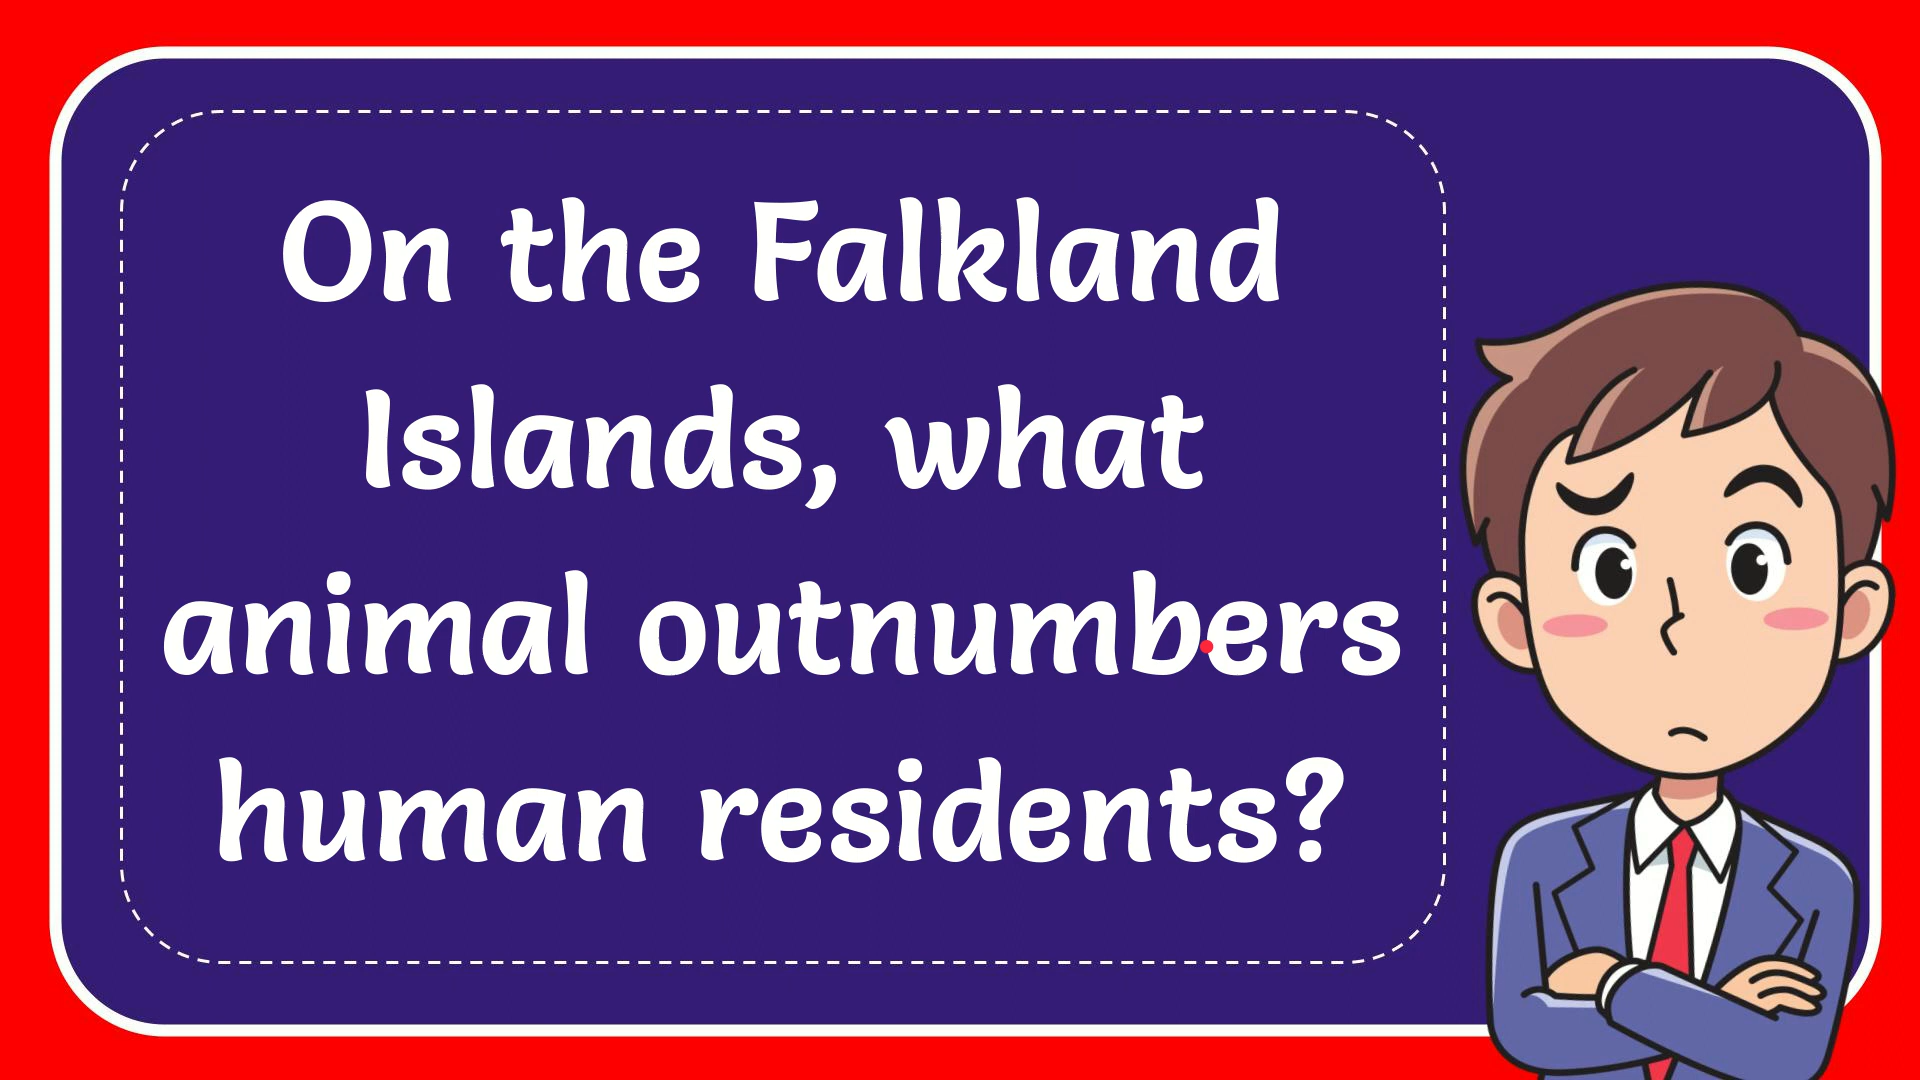 On the Falkland
Islands, what
animal outnumbers
human residents?